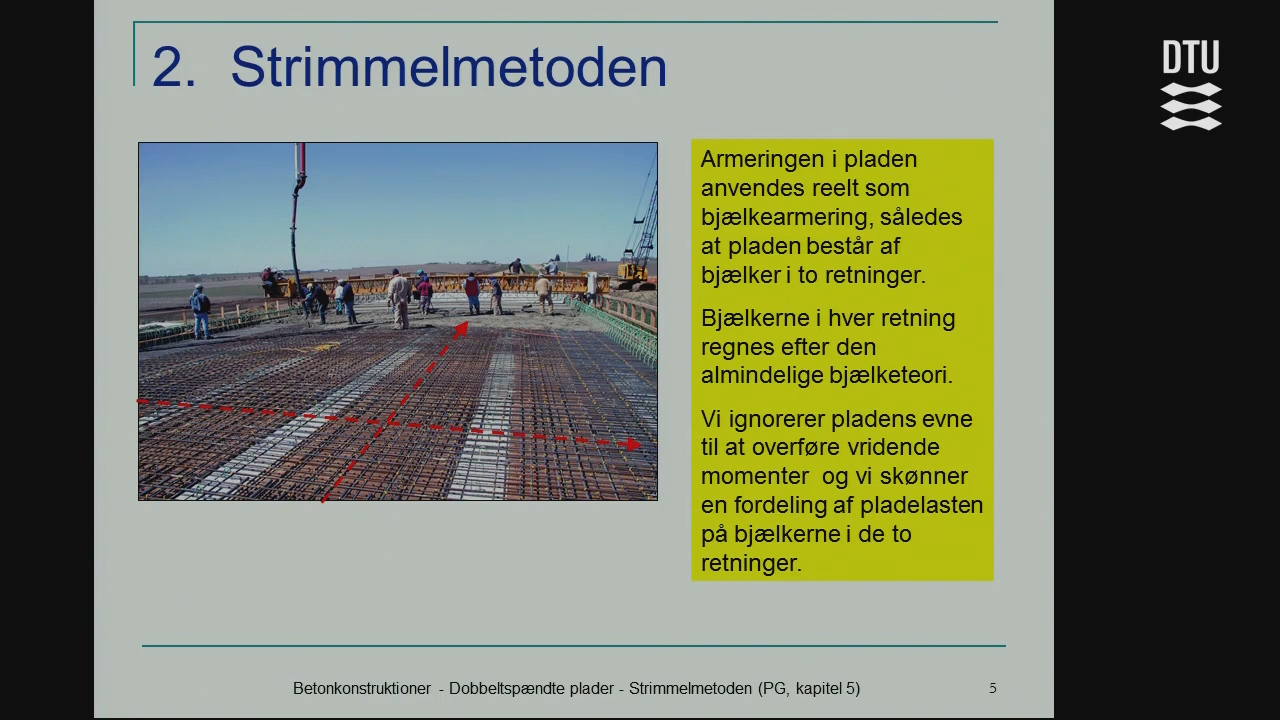 2. Strimmelmetoden
DTU
Armeringen i pladen
anvendes reelt som
bjælkearmering, således
at pladen består af
bjælker i to retninger.
Bjælkerne i hver retning
regnes efter den
almindelige bjælketeori.
Vi ignorerer pladens evne
til at overføre vridende
momenter og vi skønner
en fordeling af pladelasten
på bjælkerne i de to
retninger.
Betonkonstruktioner - Dobbeltspændte plader - Strimmelmetoden (PG, kapitel 5)
5